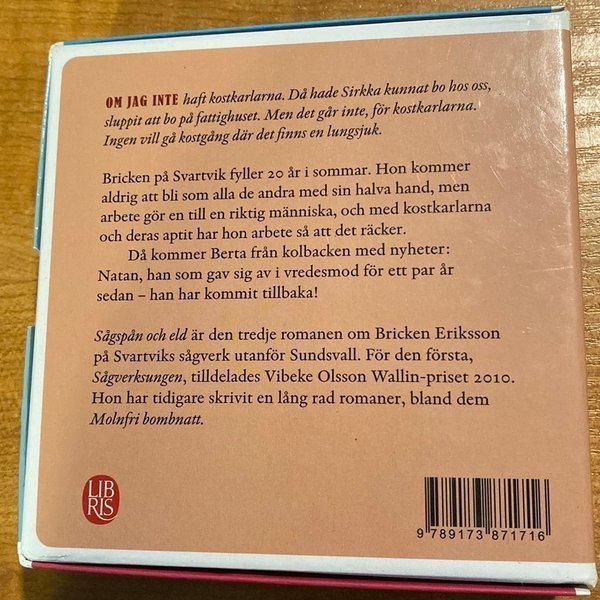 OM JAG INTE haft kostkarlarna. Då hade Sirkka kunnat bo hos oss,
sluppit att bo på fattighuset. Men det går inte, för kostkarlarna.
Ingen vill gå kostgång där det finns en lungsjuk.
Bricken på Svartvik fyller 20 år i sommar. Hon kommer
aldrig att bli som alla de andra med sin halva hand, men
arbete gör en till en riktig människa, och med kostkarlarna
och deras aptit har hon arbete så att det räcker.
Då kommer Berta från kolbacken med nyheter:
Natan, han som gav sig av i vredesmod för ett par år
sedan – han har kommit tillbaka!
Sågspån och eld är den tredje romanen om Bricken Eriksson
på Svartviks sågverk utanför Sundsvall. För den första,
Sågverksungen, tilldelades Vibeke Olsson Wallin-priset 2010.
Hon har tidigare skrivit en lång rad romaner, bland dem
Molnfri bombnatt.
LIB
RIS
9 789173 871716